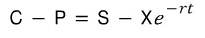 C − P = S − Xe^{−rt}